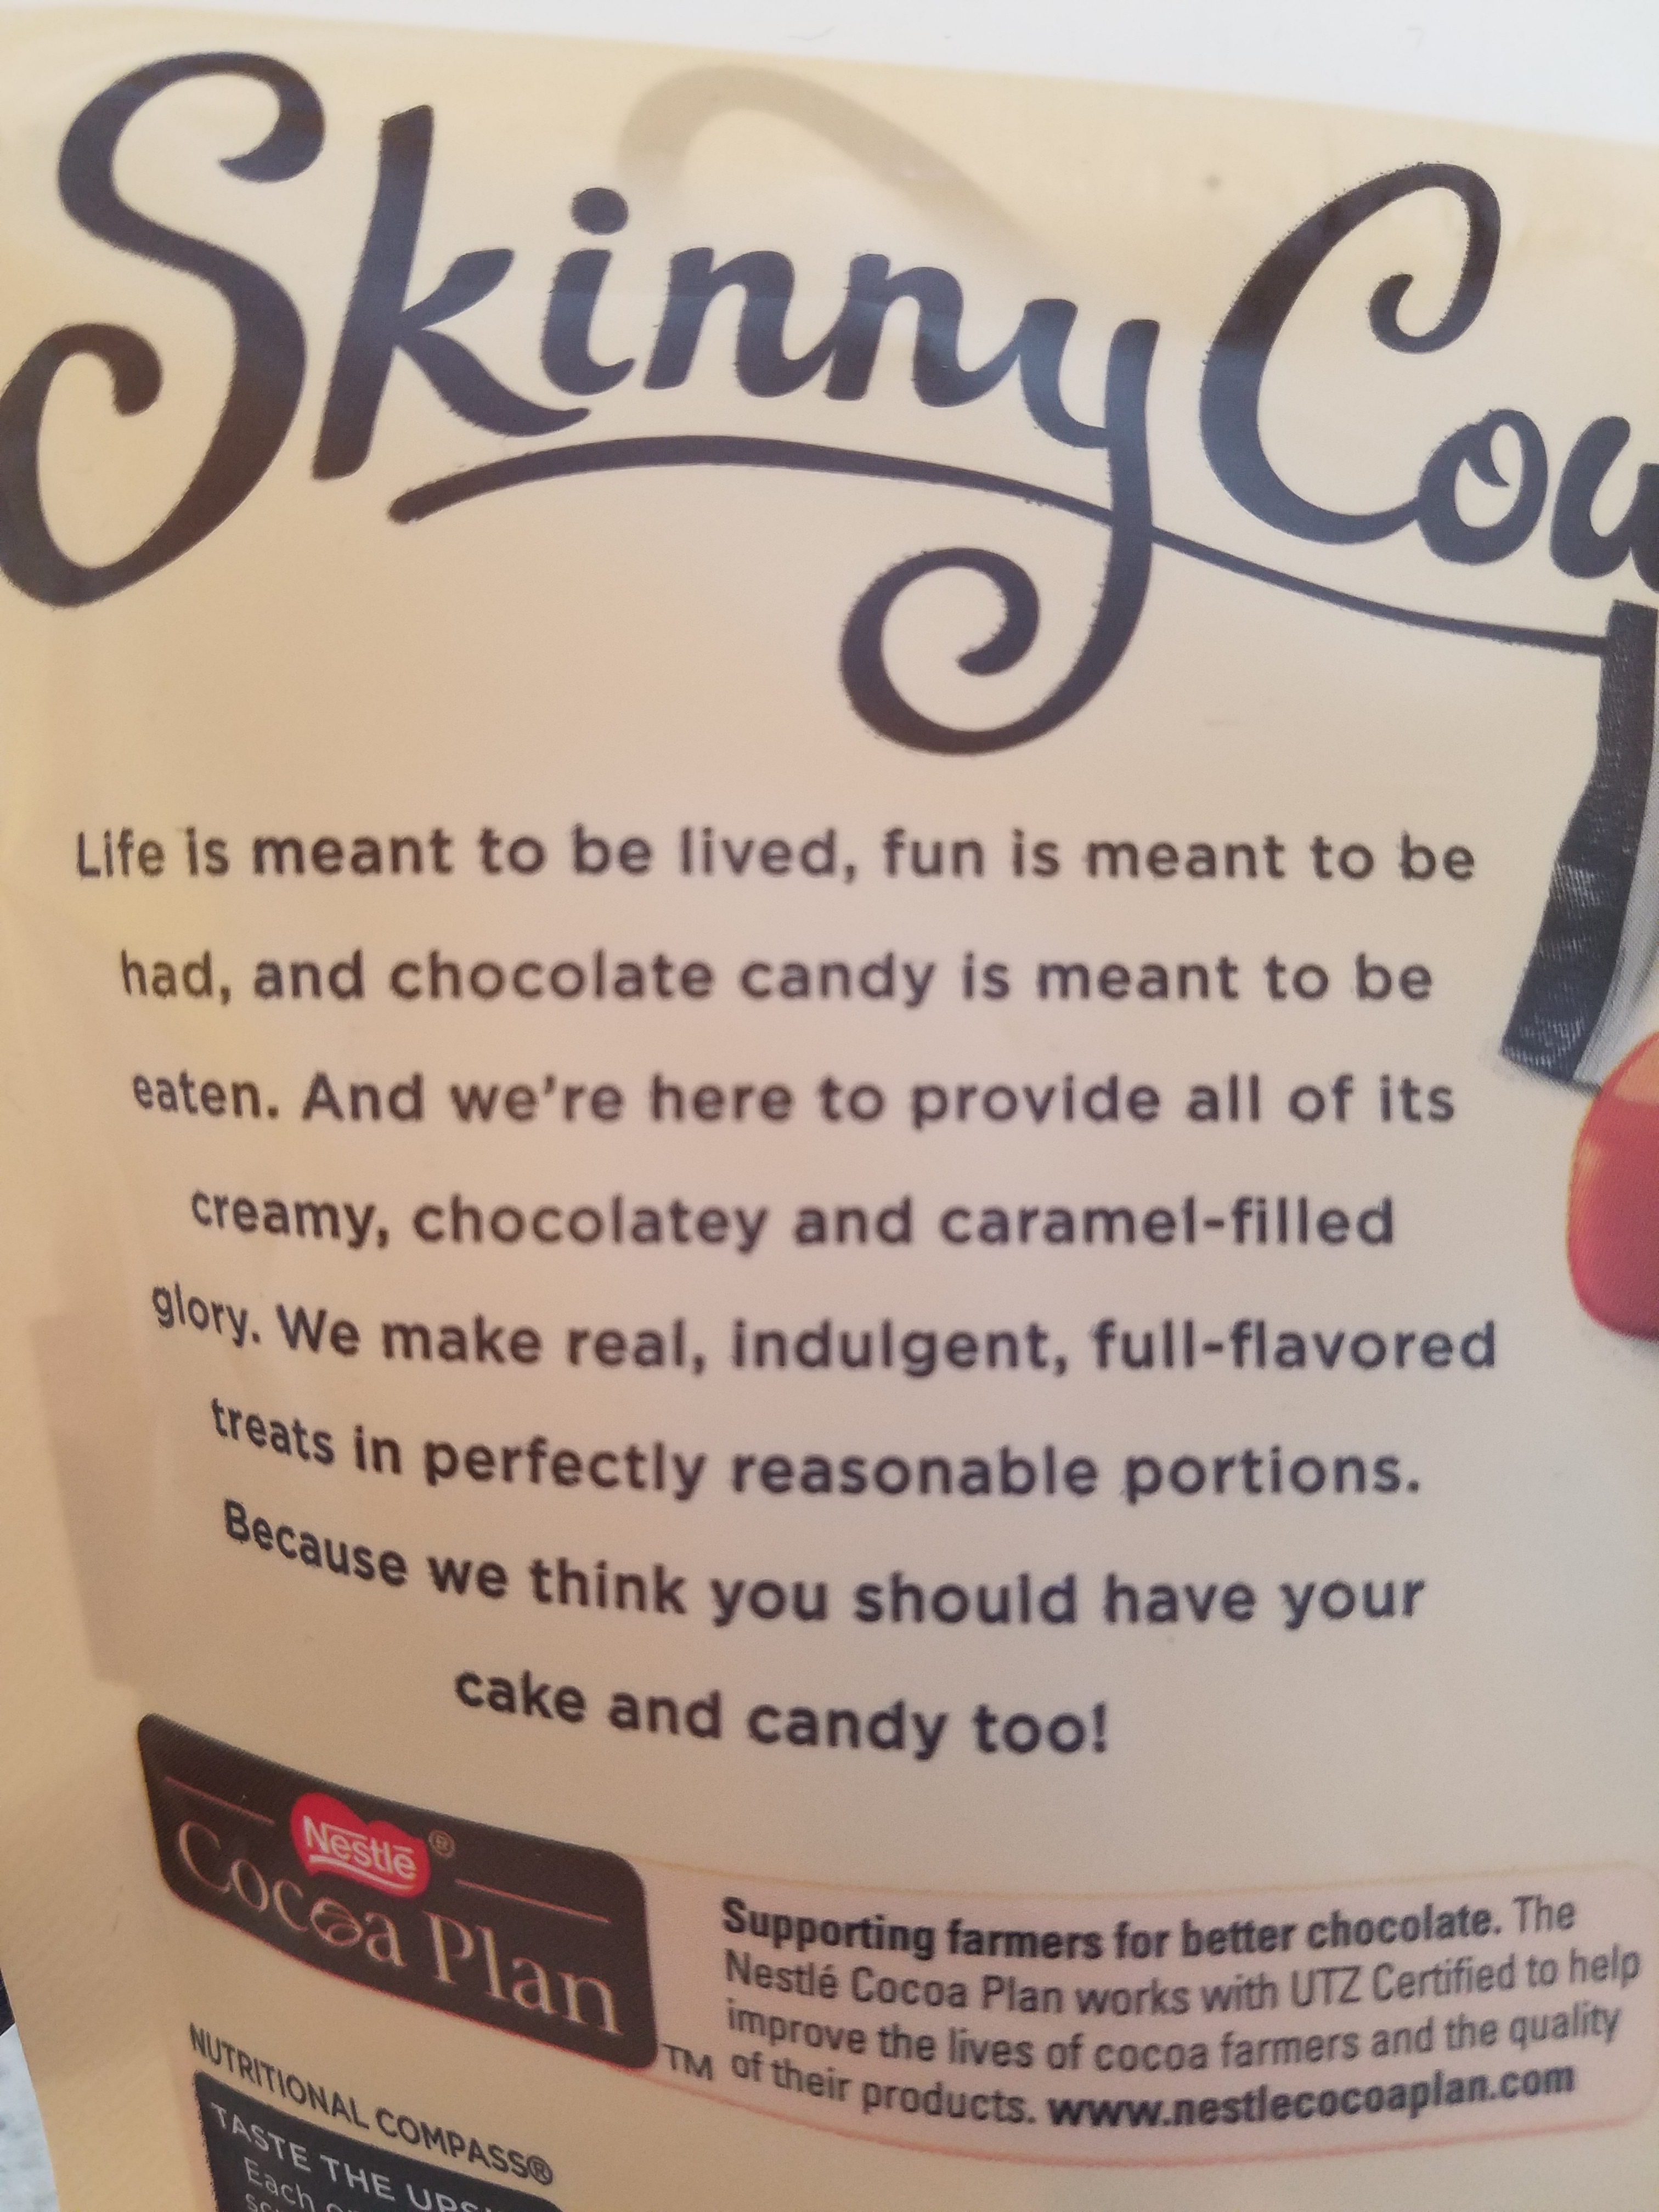 Skinny Cow
Life is meant to be lived, fun is meant to be
had, and chocolate candy is meant to be
eaten. And we're here to provide all of its
creamy, chocolatey and caramel-filled
glory. We make real, indulgent, full-flavored
treats in perfectly reasonable portions.
Because we think you should have your
cake and candy too!
Nestlé®
Cocoa Plan
TM
Supporting farmers for better chocolate. The
Nestlé Cocoa Plan works with UTZ Certified to help
improve the lives of cocoa farmers and the quality
of their products. www.nestlecocoaplan.com
NUTRITIONAL COMPASS®
TASTE THE
Each